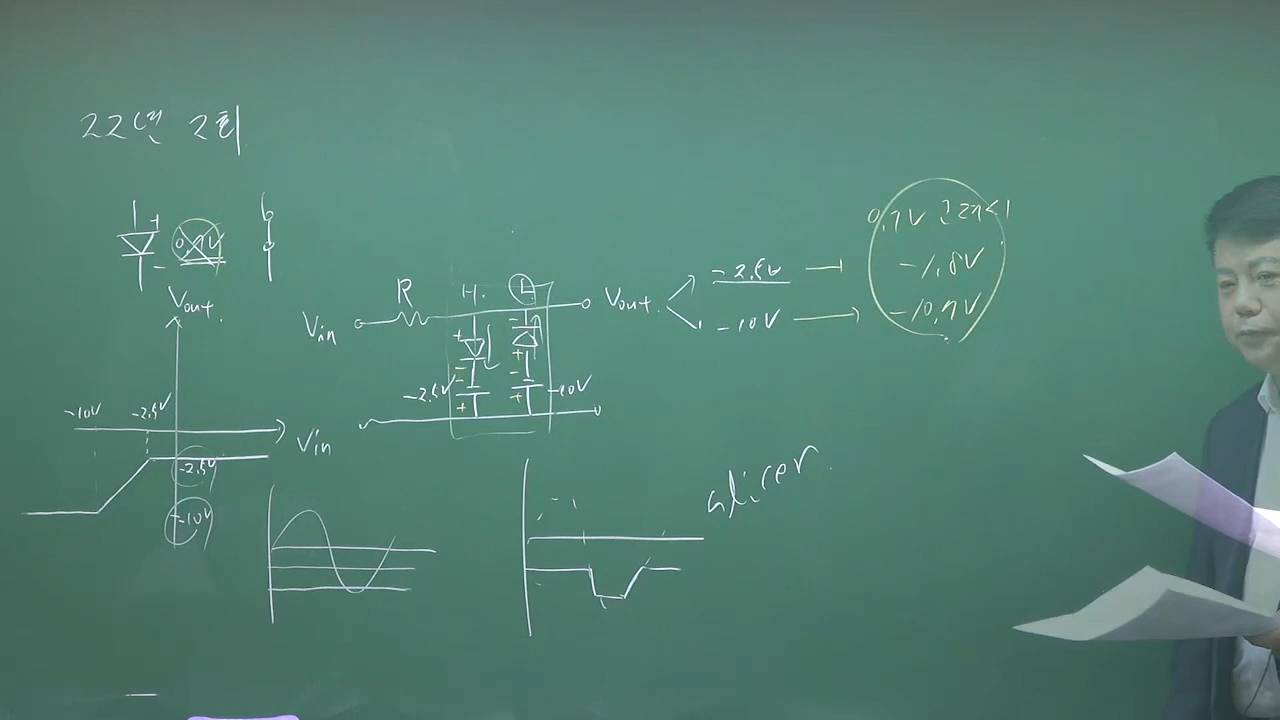 22년 2회
+
0.7V
-
Vout.
-10V
-2.5V
Vin
-2.5V
-10V
R
H.
L
Vin
Vout.
+
-
-
+
-2.5V
+
-
+
-10V
-2.5V
-10V
0.7V
-1.8V
-10.7V
slicer.